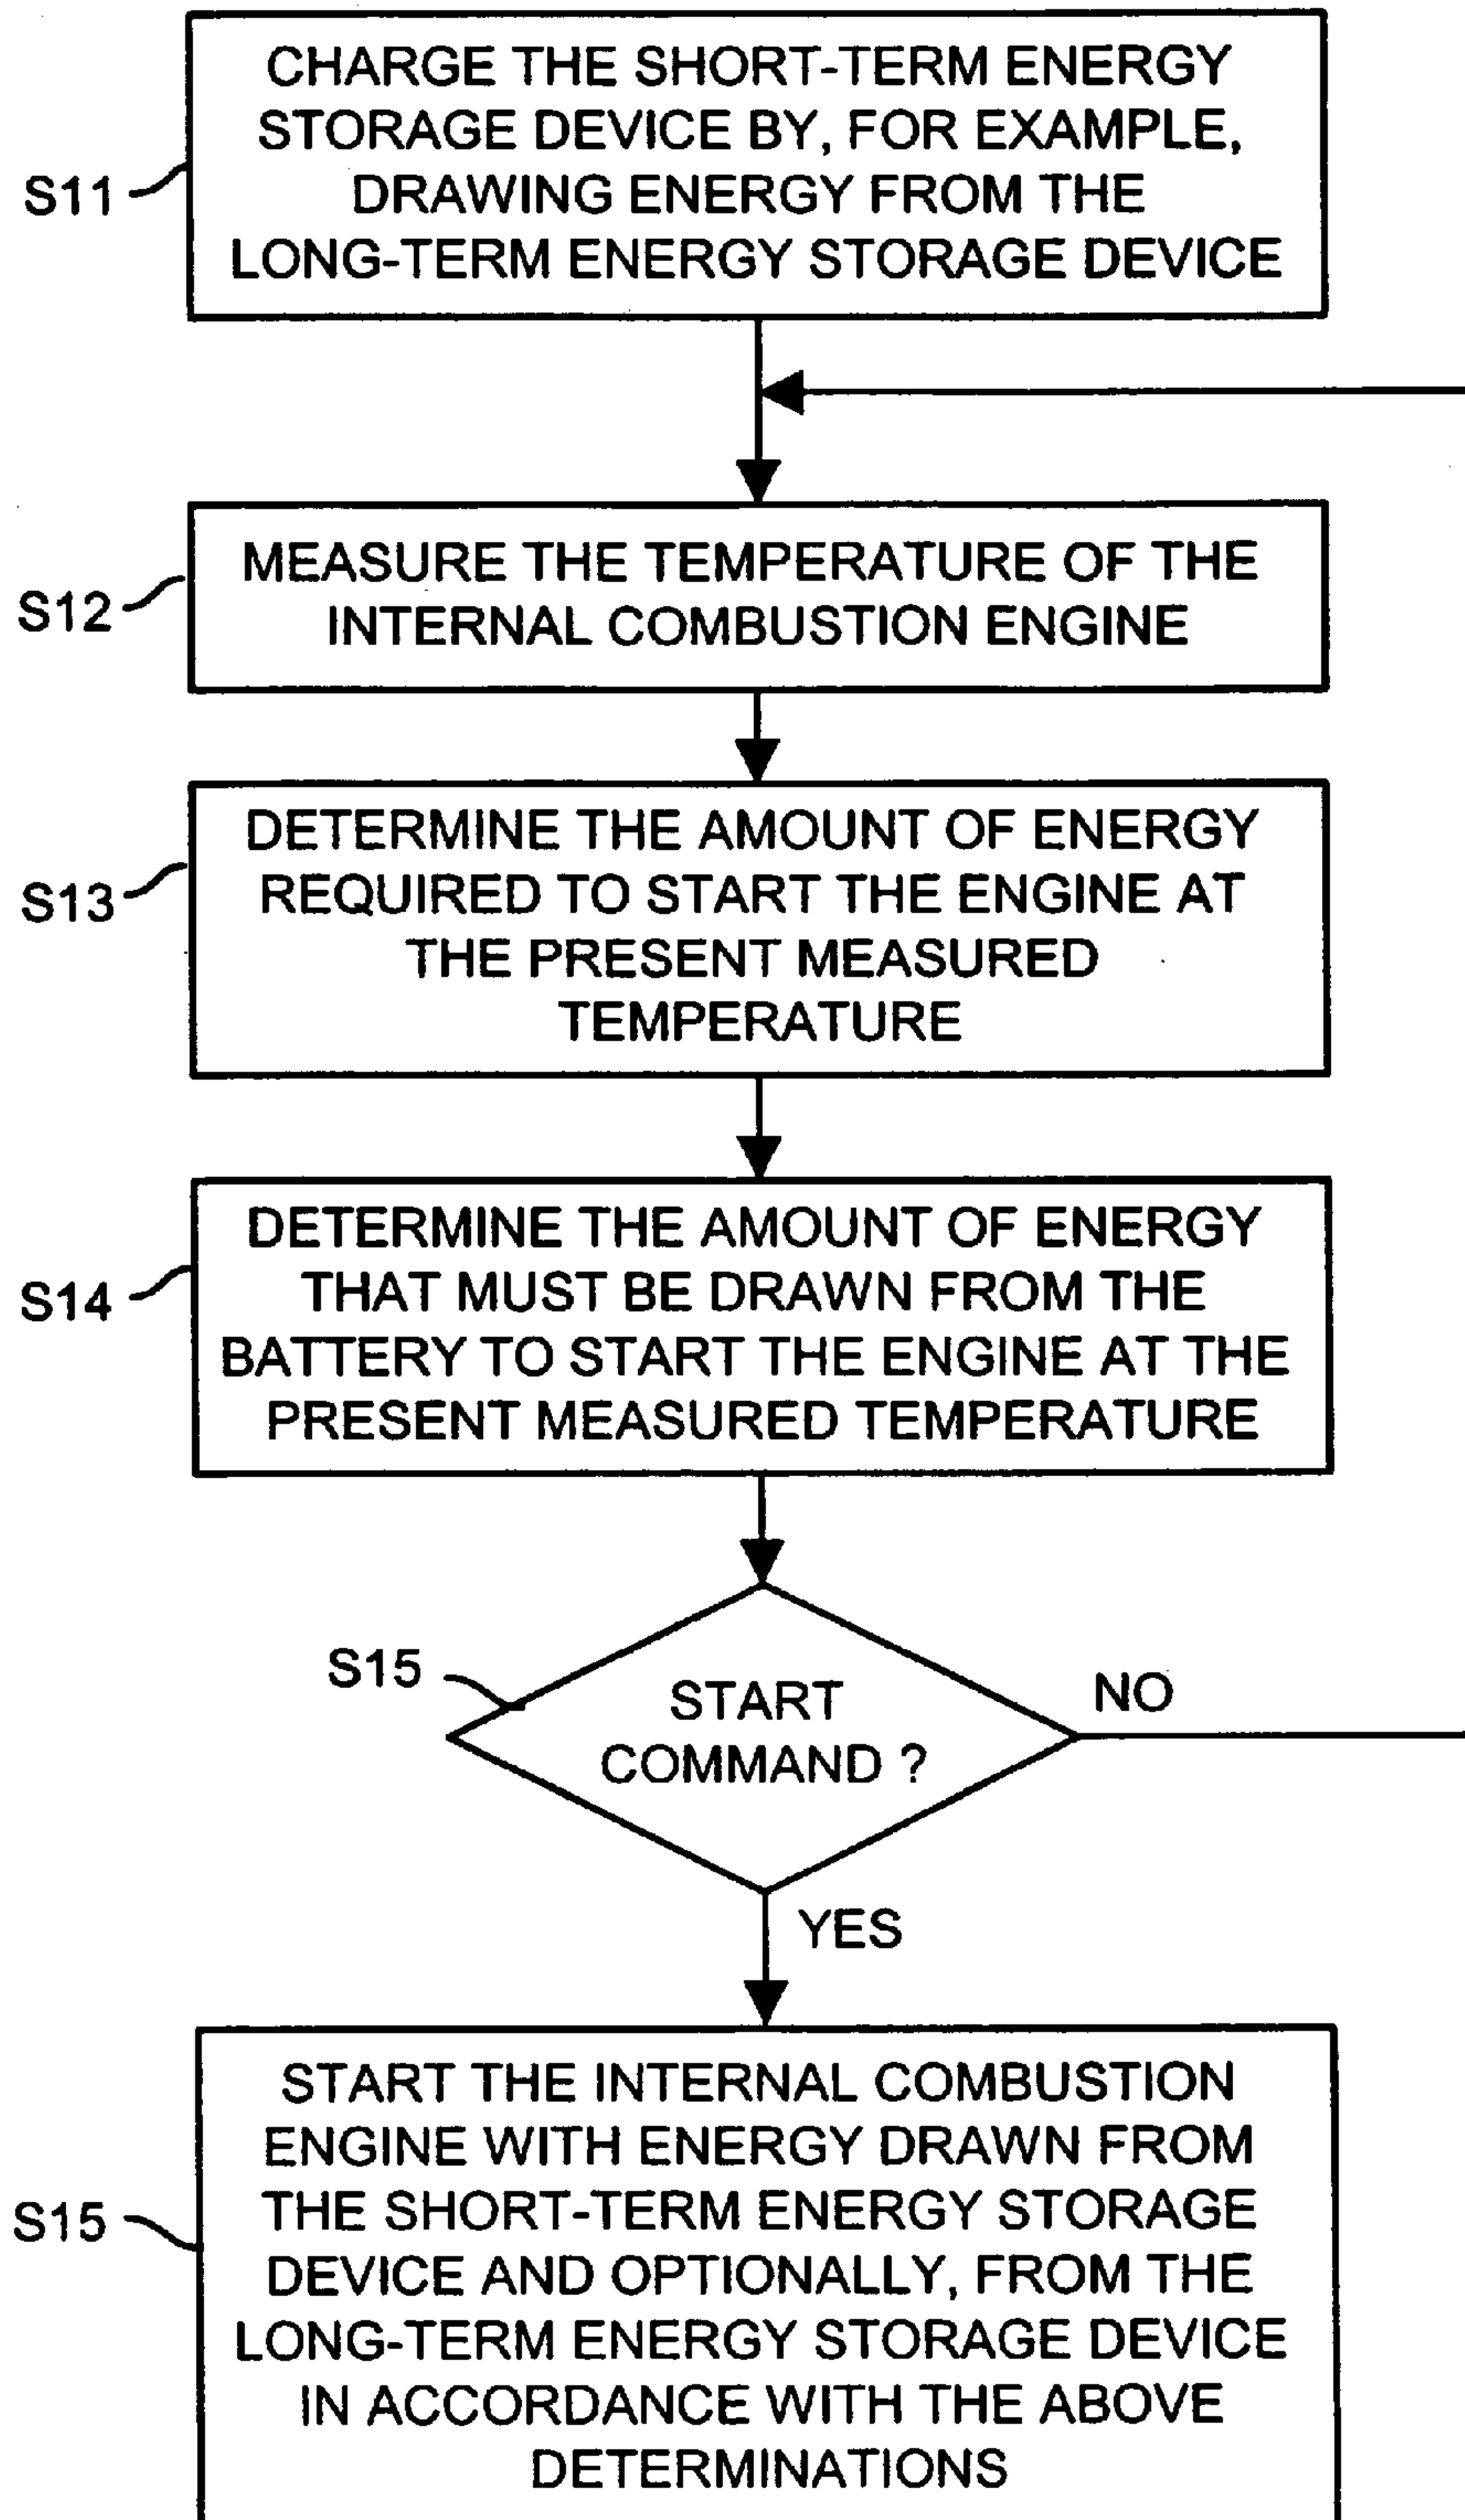 CHARGE THE SHORT-TERM ENERGY
STORAGE DEVICE BY, FOR EXAMPLE,
DRAWING ENERGY FROM THE
LONG-TERM ENERGY STORAGE DEVICE
S11
MEASURE THE TEMPERATURE OF THE
INTERNAL COMBUSTION ENGINE
S12
DETERMINE THE AMOUNT OF ENERGY
REQUIRED TO START THE ENGINE AT
THE PRESENT MEASURED
TEMPERATURE
S13
DETERMINE THE AMOUNT OF ENERGY
THAT MUST BE DRAWN FROM THE
BATTERY TO START THE ENGINE AT THE
PRESENT MEASURED TEMPERATURE
S14
S15
START
COMMAND ?
NO
YES
START THE INTERNAL COMBUSTION
ENGINE WITH ENERGY DRAWN FROM
THE SHORT-TERM ENERGY STORAGE
DEVICE AND OPTIONALLY, FROM THE
LONG-TERM ENERGY STORAGE DEVICE
IN ACCORDANCE WITH THE ABOVE
DETERMINATIONS
S15